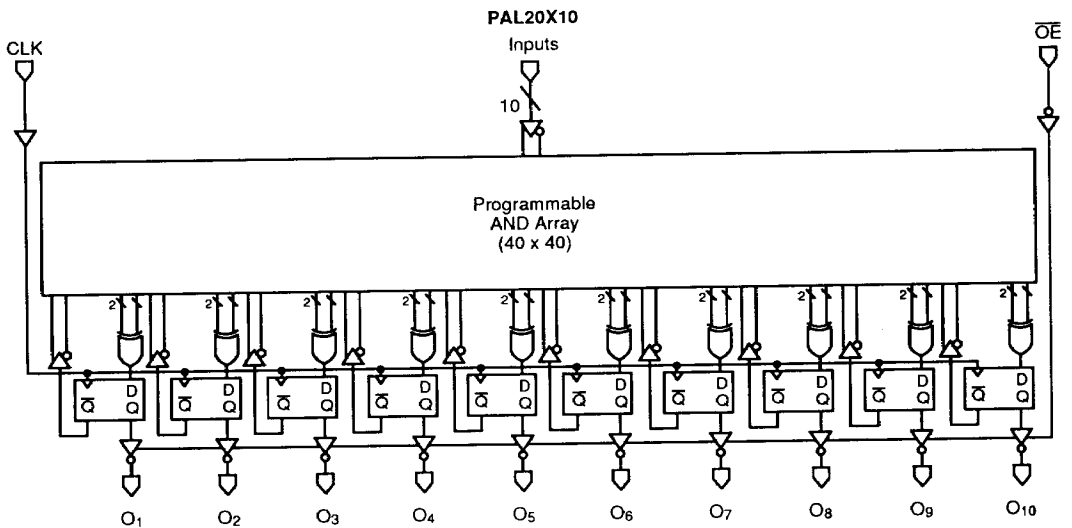 PAL20X10
CLK
Inputs
OE
10
Programmable
AND Array
(40 x 40)
2 2 2 2 2 2 2 2 2 2
D D D D D D D D D D
Q Q Q Q Q Q Q Q Q Q Q Q Q Q Q Q Q Q Q Q
O1 O2 O3 O4 O5 O6 O7 O8 O9 O10